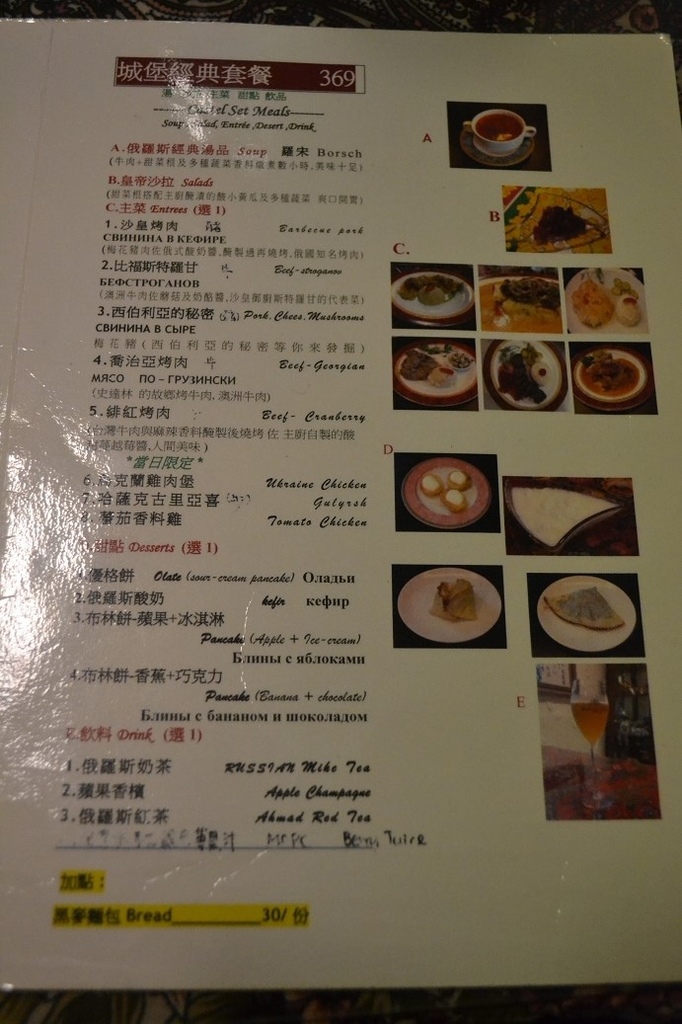 城堡經典套餐 369
主菜 甜點 飲品
Castel Set Meals
Soup, Salad, Entrée, Desert, Drink
A.俄羅斯經典湯品 Soup 羅宋 Borsch
(牛肉+甜菜根及多種蔬菜香料燉煮數小時,美味十足)
B.皇帝沙拉 Salads
(甜菜根搭配主廚醃漬的酸小黃瓜及多種蔬菜 爽口開胃)
C.主菜 Entrees (選 1)
1.沙皇烤肉 豬 Barbecue pork
СВИНИНА В КЕФИРЕ
(梅花豬肉佐俄式酸奶醬,醃製過再燒烤,俄國知名烤肉)
2.比福斯特羅甘 牛 Beef-stroganov
БЕФСТРОГАНОВ
(澳洲牛肉佐蘑菇及奶酪醬,沙皇御廚斯特羅甘的代表菜)
3.西伯利亞的秘密 Pork,Chees,Mushrooms
СВИНИНА В СЫРЕ
梅花豬(西伯利亞的秘密等你來發掘)
4.喬治亞烤肉 牛 Beef-Georgian
МЯСО ПО-ГРУЗИНСКИ
(史達林 的故鄉烤牛肉,澳洲牛肉)
5.緋紅烤肉 Beef- Cranberry
(台灣牛肉與麻辣香料醃製後燒烤 佐 主廚自製的酸
甜蔓越莓醬,人間美味)
*當日限定*
6.烏克蘭雞肉堡 Ukraine Chicken
7.哈薩克古里亞喜 Gulyrsh
8.蕃茄香料雞 Tomato Chicken
D.甜點 Desserts (選 1)
1.優格餅 Olate (sour-cream pancake) Оладьи
2.俄羅斯酸奶 kefir кефир
3.布林餅-蘋果+冰淇淋
Pancake (Apple + Ice-cream)
Блины с яблоками
4.布林餅-香蕉+巧克力
Pancake (Banana + chocolate)
Блины с бананом и шоколадом
E.飲料 Drink (選 1)
1.俄羅斯奶茶 RUSSIAN Milke Tea
2.蘋果香檳 Apple Champagne
3.俄羅斯紅茶 Ahmad Red Tea
汁 Berry Juice
加點：
黑麥麵包 Bread__________30/ 份
A
B
C.
D
E